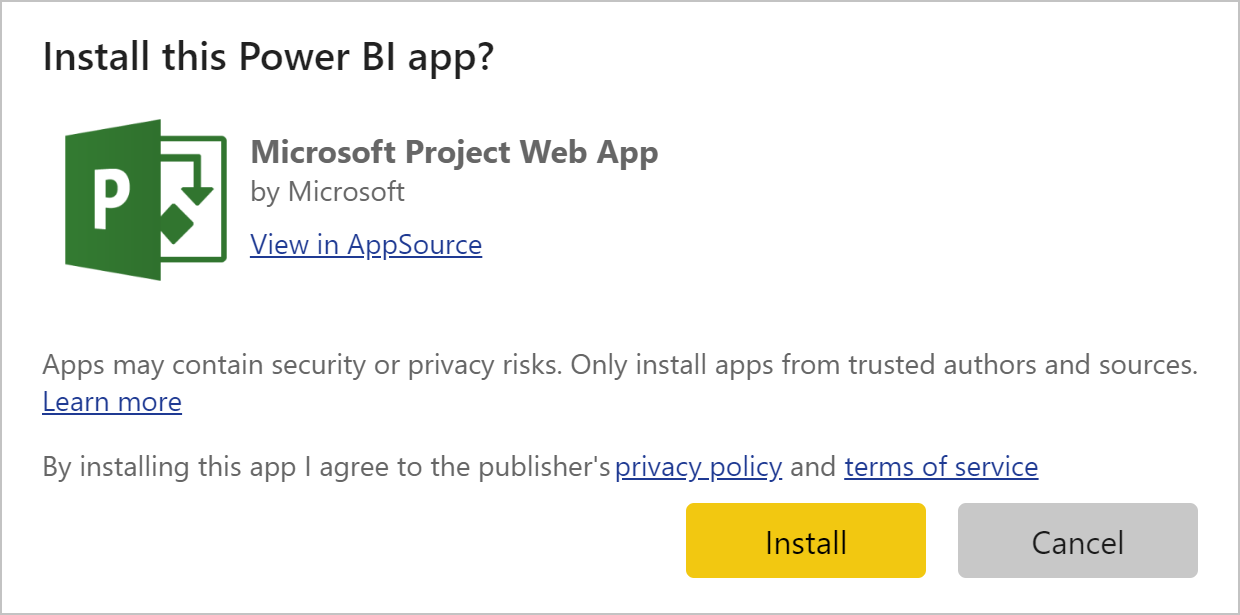 Install this Power BI app?
P
Microsoft Project Web App
by Microsoft
View in AppSource
Apps may contain security or privacy risks. Only install apps from trusted authors and sources.
Learn more
By installing this app I agree to the publisher's privacy policy and terms of service
Install
Cancel